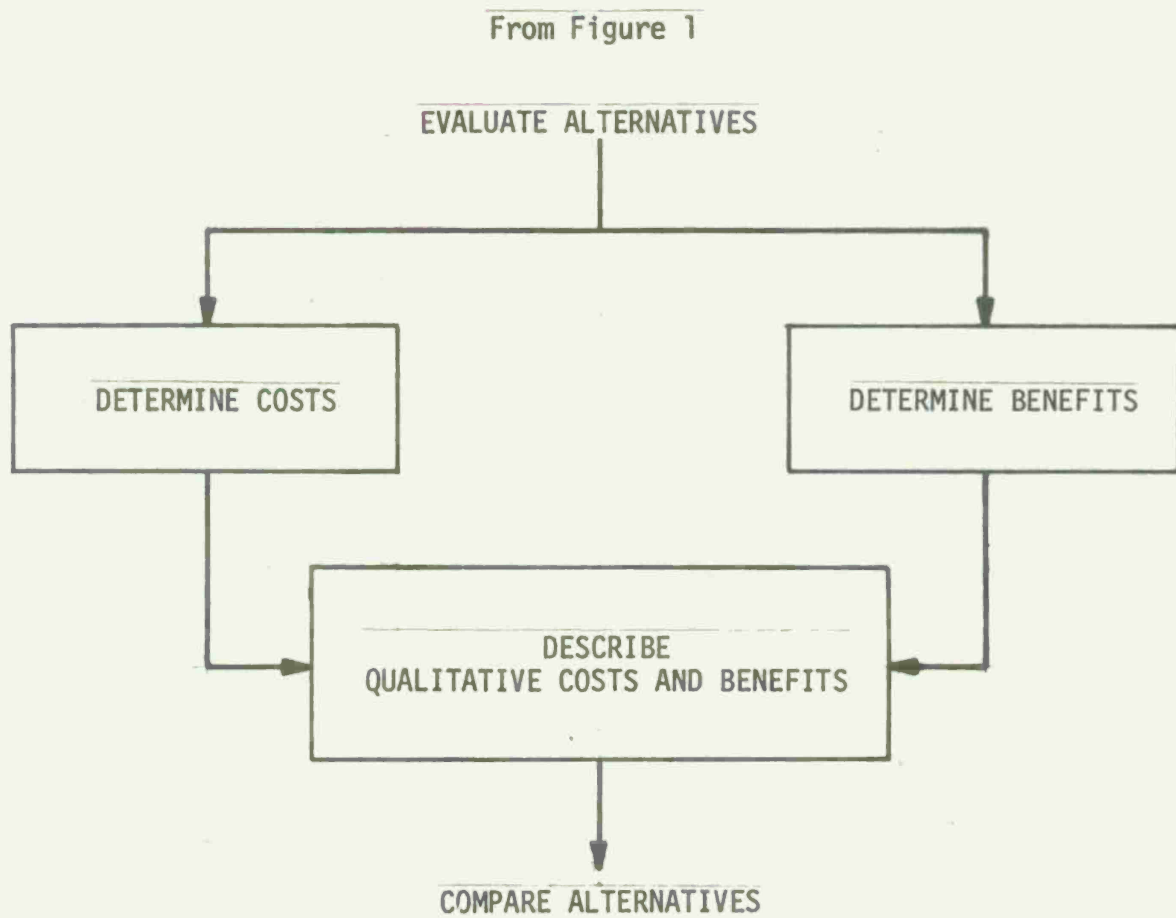 From Figure 1
EVALUATE ALTERNATIVES
DETERMINE COSTS
DETERMINE BENEFITS
DESCRIBE
QUALITATIVE COSTS AND BENEFITS
COMPARE ALTERNATIVES